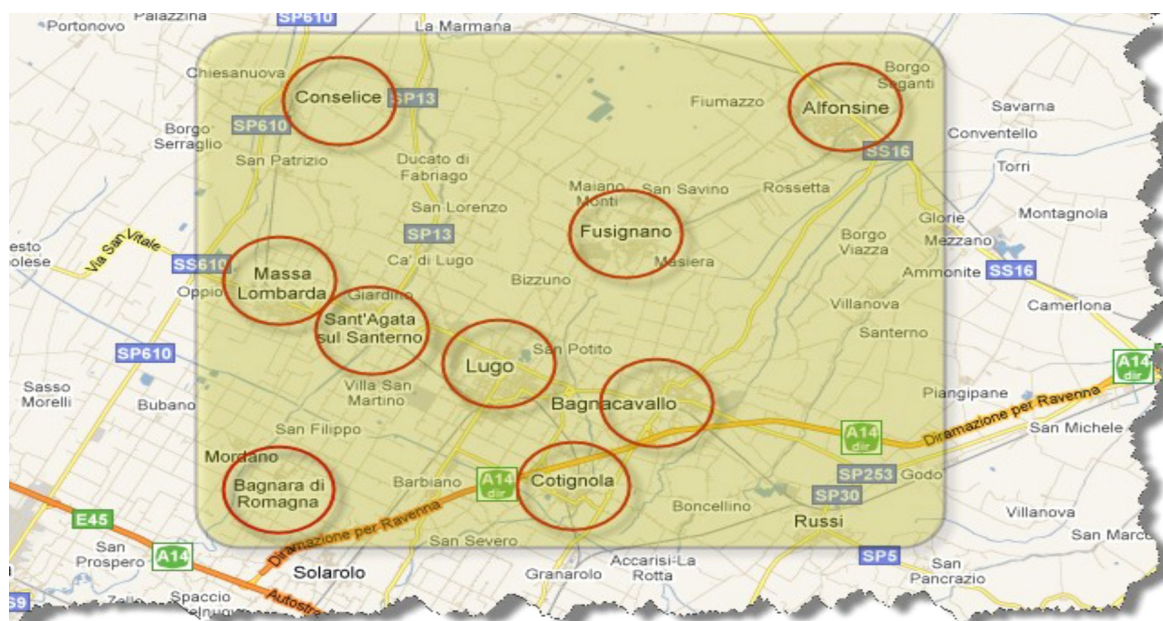 Palazzina
SP610
Portonovo
La Marmana
Chiesanuova
Borgo
Seganti
Conselice
SP13
Fiumazzo
Alfonsine
Savarna
SP610
Borgo
Serraglio
Conventello
San Patrizio
Ducato di
Fabriago
SS16
Torri
Maiano
Monti
San Savino
Rossetta
San Lorenzo
Glorie
Montagnola
Fusignano
SP13
Borgo
Viazza
Mezzano
Via San Vitale
Ca' di Lugo
Masiera
SS610
Massa
Lombarda
Bizzuno
Ammonite
SS16
Oppio
Giardino
Villanova
Camerlona
Sant'Agata
sul Santerno
Santerno
SP610
San Potito
Lugo
A14
dir
Sasso
Morelli
Villa San
Martino
Piangipane
Bubano
Bagnacavallo
Diramazione per Ravenna
San Filippo
A14
dir
San Michele
Mordano
SP253
Godo
Bagnara di
Romagna
Barbiano
A14
dir
Cotignola
SP30
Boncellino
Villanova
E45
Russi
Diramazione per Ravenna
San Marco
San
Prospero
A14
San Severo
SP5
Accarisi-La
Rotta
San
Pancrazio
Solarolo
Granarolo
Spaccio
S9